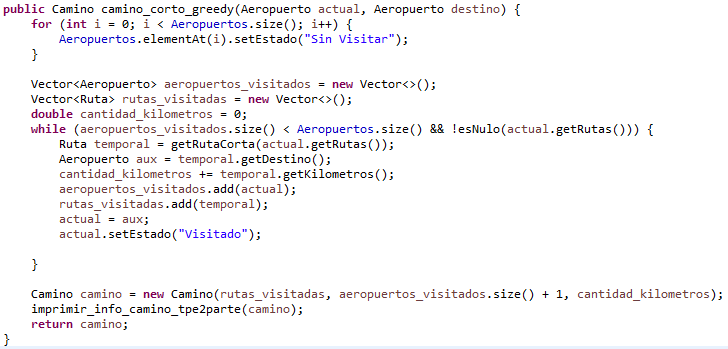 public Camino camino_corto_greedy(Aeropuerto actual, Aeropuerto destino) {
for (int i = 0; i < Aeropuertos.size(); i++) {
Aeropuertos.elementAt(i).setEstado("Sin Visitar");
}
Vector<Aeropuerto> aeropuertos_visitados = new Vector<>();
Vector<Ruta> rutas_visitadas = new Vector<>();
double cantidad_kilometros = 0;
while (aeropuertos_visitados.size() < Aeropuertos.size() && !esNulo(actual.getRutas())) {
Ruta temporal = getRutaCorta(actual.getRutas());
Aeropuerto aux = temporal.getDestino();
cantidad_kilometros += temporal.getKilometros();
aeropuertos_visitados.add(actual);
rutas_visitadas.add(temporal);
actual = aux;
actual.setEstado("Visitado");
}
Camino camino = new Camino(rutas_visitadas, aeropuertos_visitados.size() + 1, cantidad_kilometros);
imprimir_info_camino_tpe2parte(camino);
return camino;
}